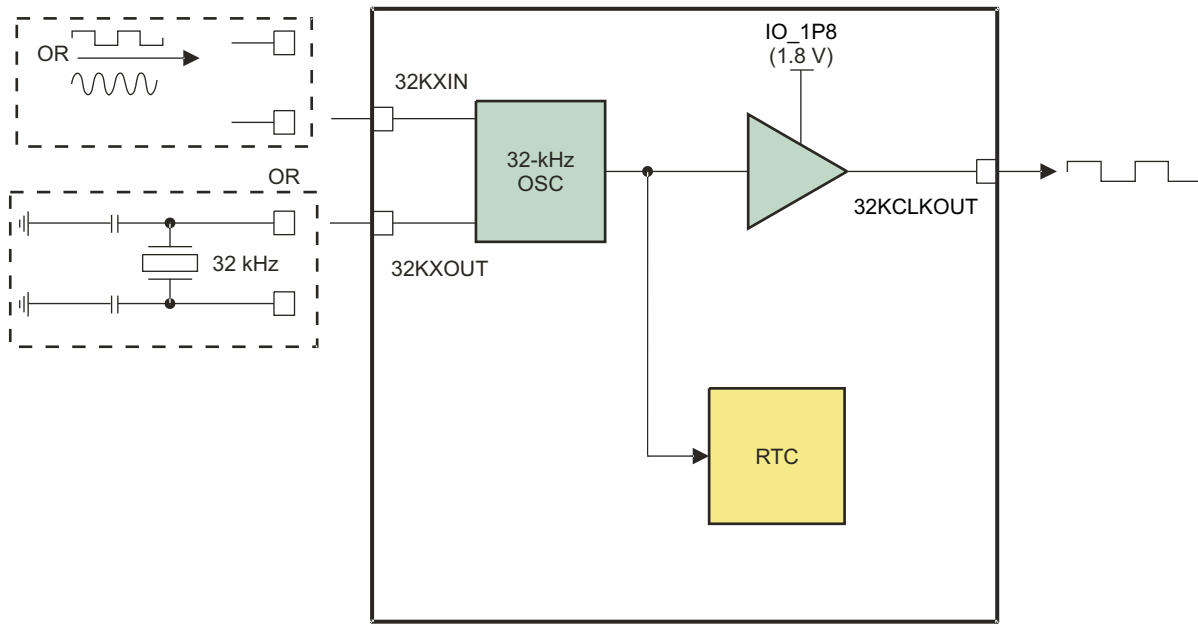 OR
IO_1P8
(1.8 V)
32KXIN
32-kHz
OSC
OR
32KCLKOUT
32KXOUT
32 kHz
RTC